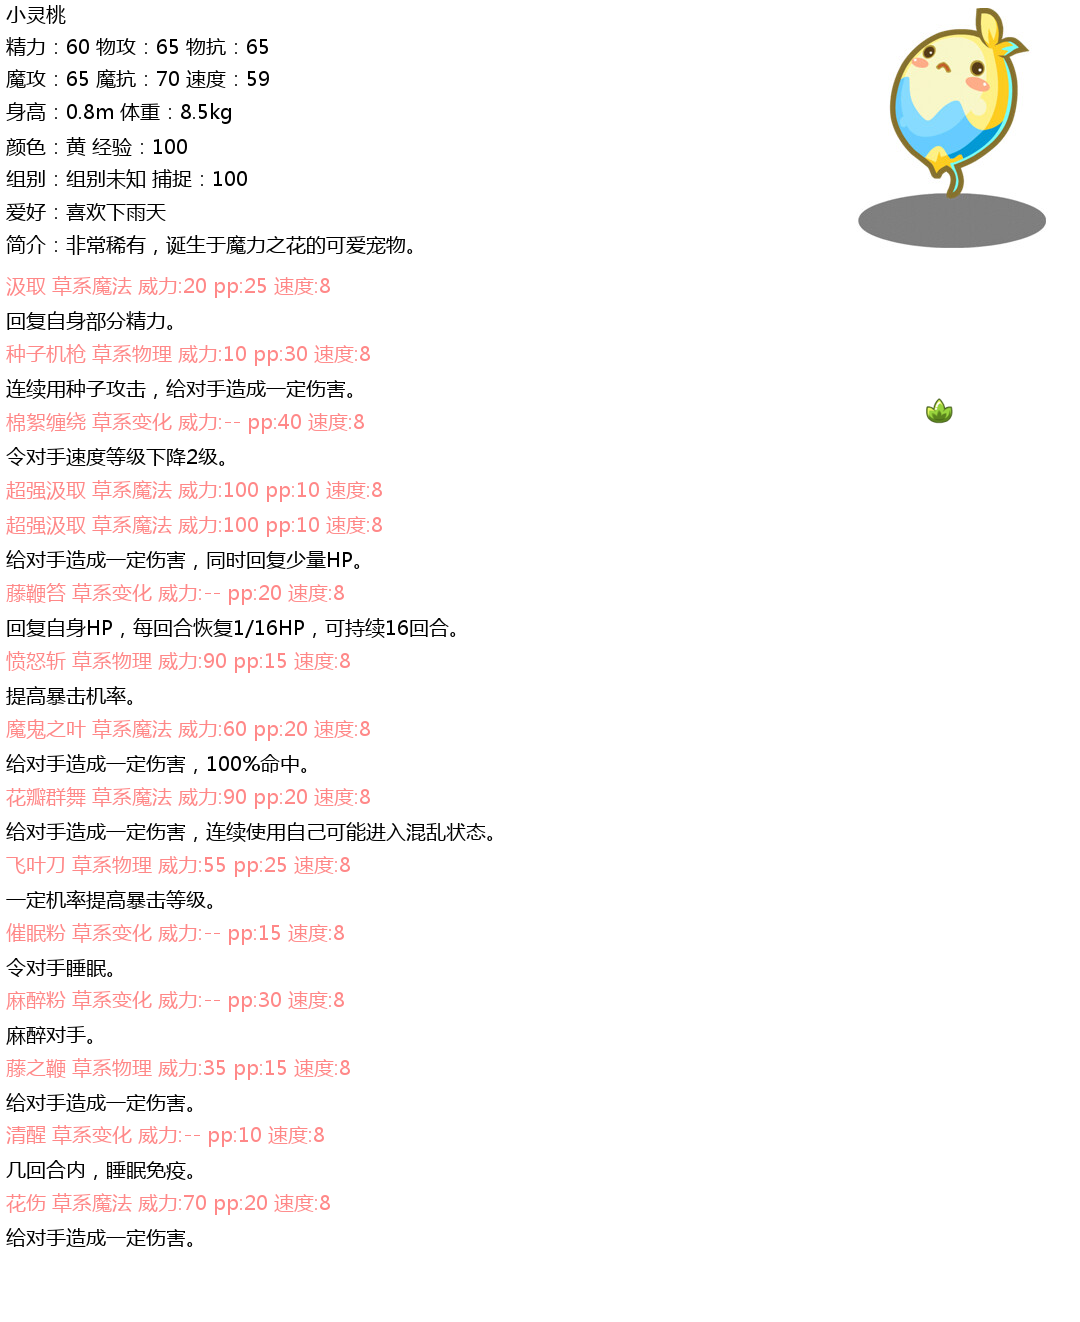 小灵桃
精力：60 物攻：65 物抗：65
魔攻：65 魔抗：70 速度：59
身高：0.8m 体重：8.5kg
颜色：黄 经验：100
组别：组别未知 捕捉：100
爱好：喜欢下雨天
简介：非常稀有，诞生于魔力之花的可爱宠物。
汲取 草系魔法 威力:20 pp:25 速度:8
回复自身部分精力。
种子机枪 草系物理 威力:10 pp:30 速度:8
连续用种子攻击，给对手造成一定伤害。
棉絮缠绕 草系变化 威力:-- pp:40 速度:8
令对手速度等级下降2级。
超强汲取 草系魔法 威力:100 pp:10 速度:8
超强汲取 草系魔法 威力:100 pp:10 速度:8
给对手造成一定伤害，同时回复少量HP。
藤鞭笞 草系变化 威力:-- pp:20 速度:8
回复自身HP，每回合恢复1/16HP，可持续16回合。
愤怒斩 草系物理 威力:90 pp:15 速度:8
提高暴击机率。
魔鬼之叶 草系魔法 威力:60 pp:20 速度:8
给对手造成一定伤害，100%命中。
花瓣群舞 草系魔法 威力:90 pp:20 速度:8
给对手造成一定伤害，连续使用自己可能进入混乱状态。
飞叶刀 草系物理 威力:55 pp:25 速度:8
一定机率提高暴击等级。
催眠粉 草系变化 威力:-- pp:15 速度:8
令对手睡眠。
麻醉粉 草系变化 威力:-- pp:30 速度:8
麻醉对手。
藤之鞭 草系物理 威力:35 pp:15 速度:8
给对手造成一定伤害。
清醒 草系变化 威力:-- pp:10 速度:8
几回合内，睡眠免疫。
花伤 草系魔法 威力:70 pp:20 速度:8
给对手造成一定伤害。